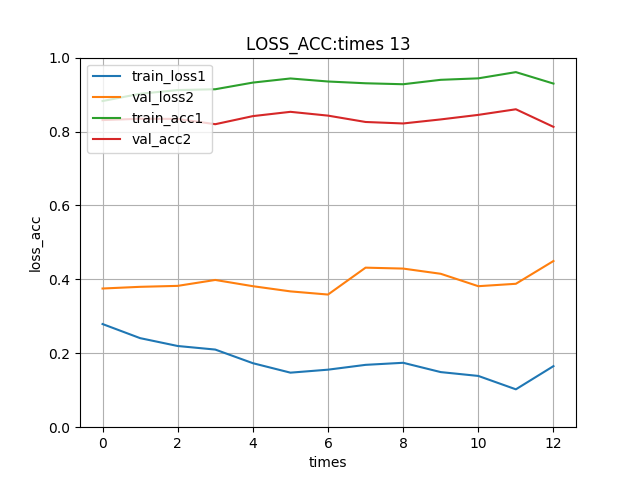 LOSS_ACC:times 13
1.0
0.8
0.6
0.4
0.2
0.0
loss_acc
train_loss1
val_loss2
train_acc1
val_acc2
0 2 4 6 8 10 12
times